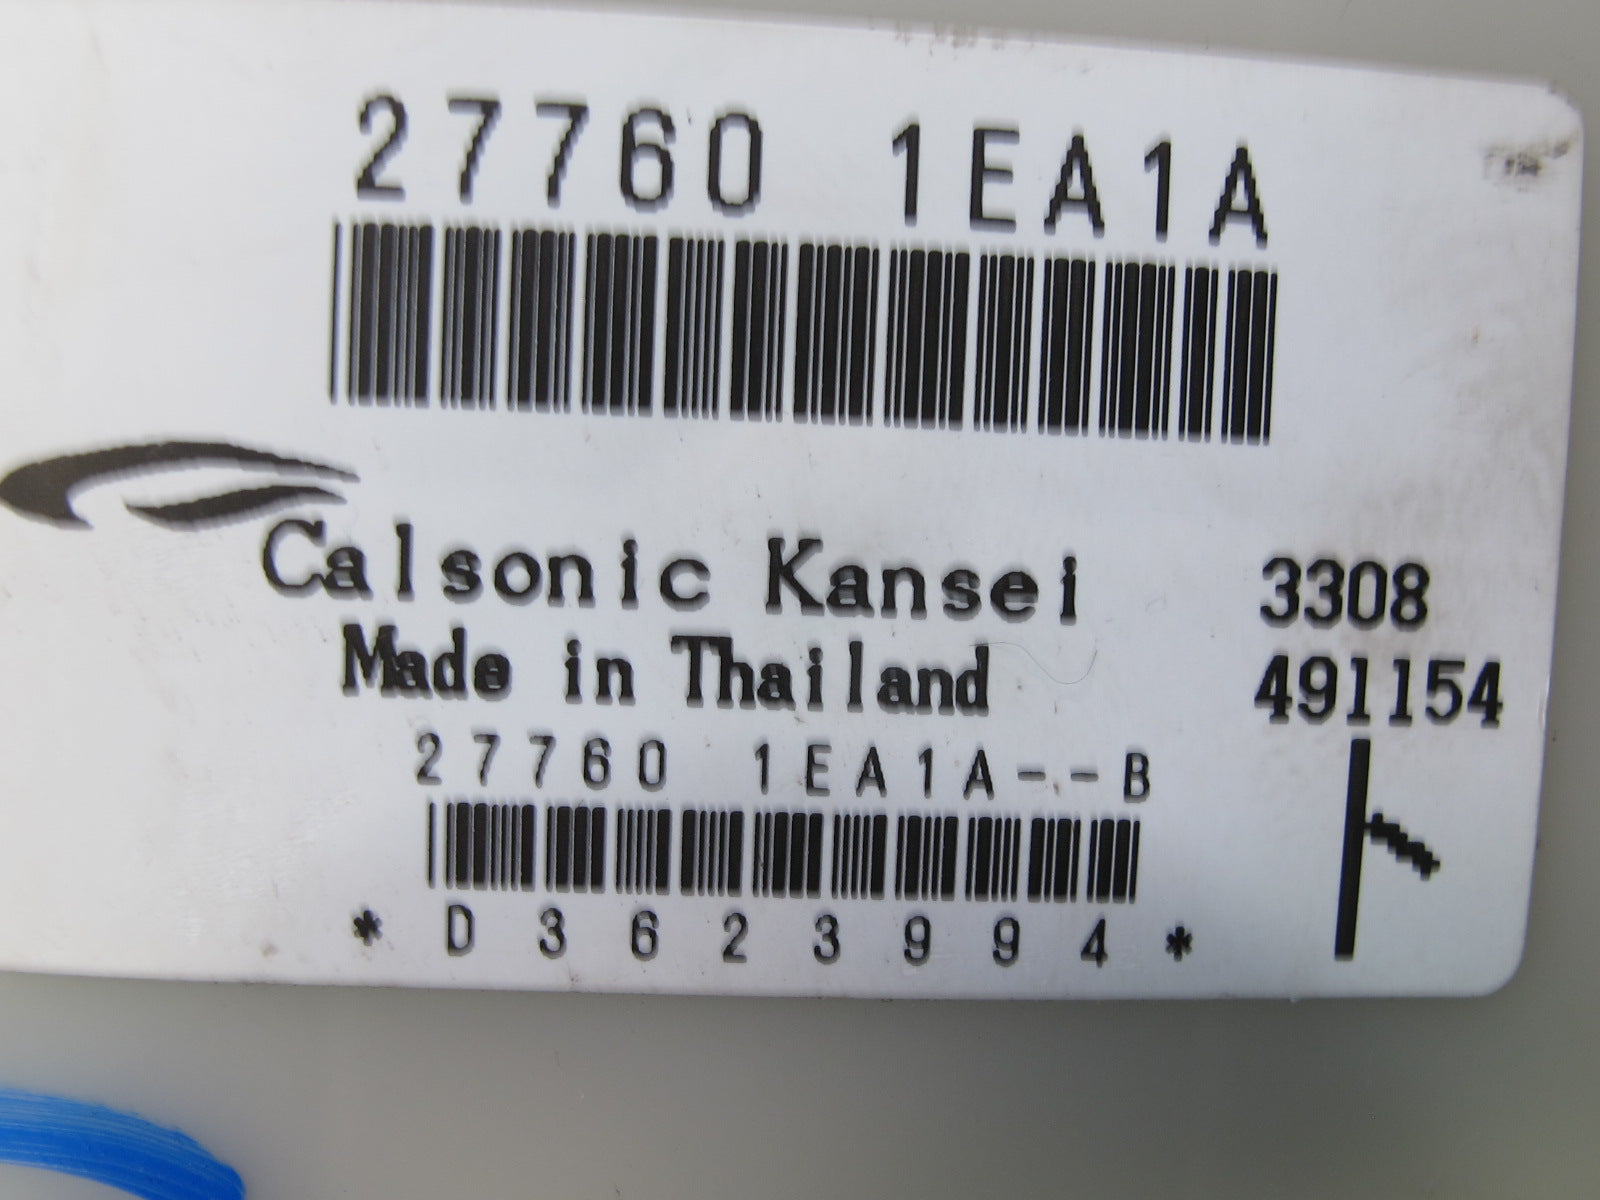 27760 1EA1A
Calsonic Kansei 3308
Made in Thailand 491154
27760 1EA1A--B
*D3623994*